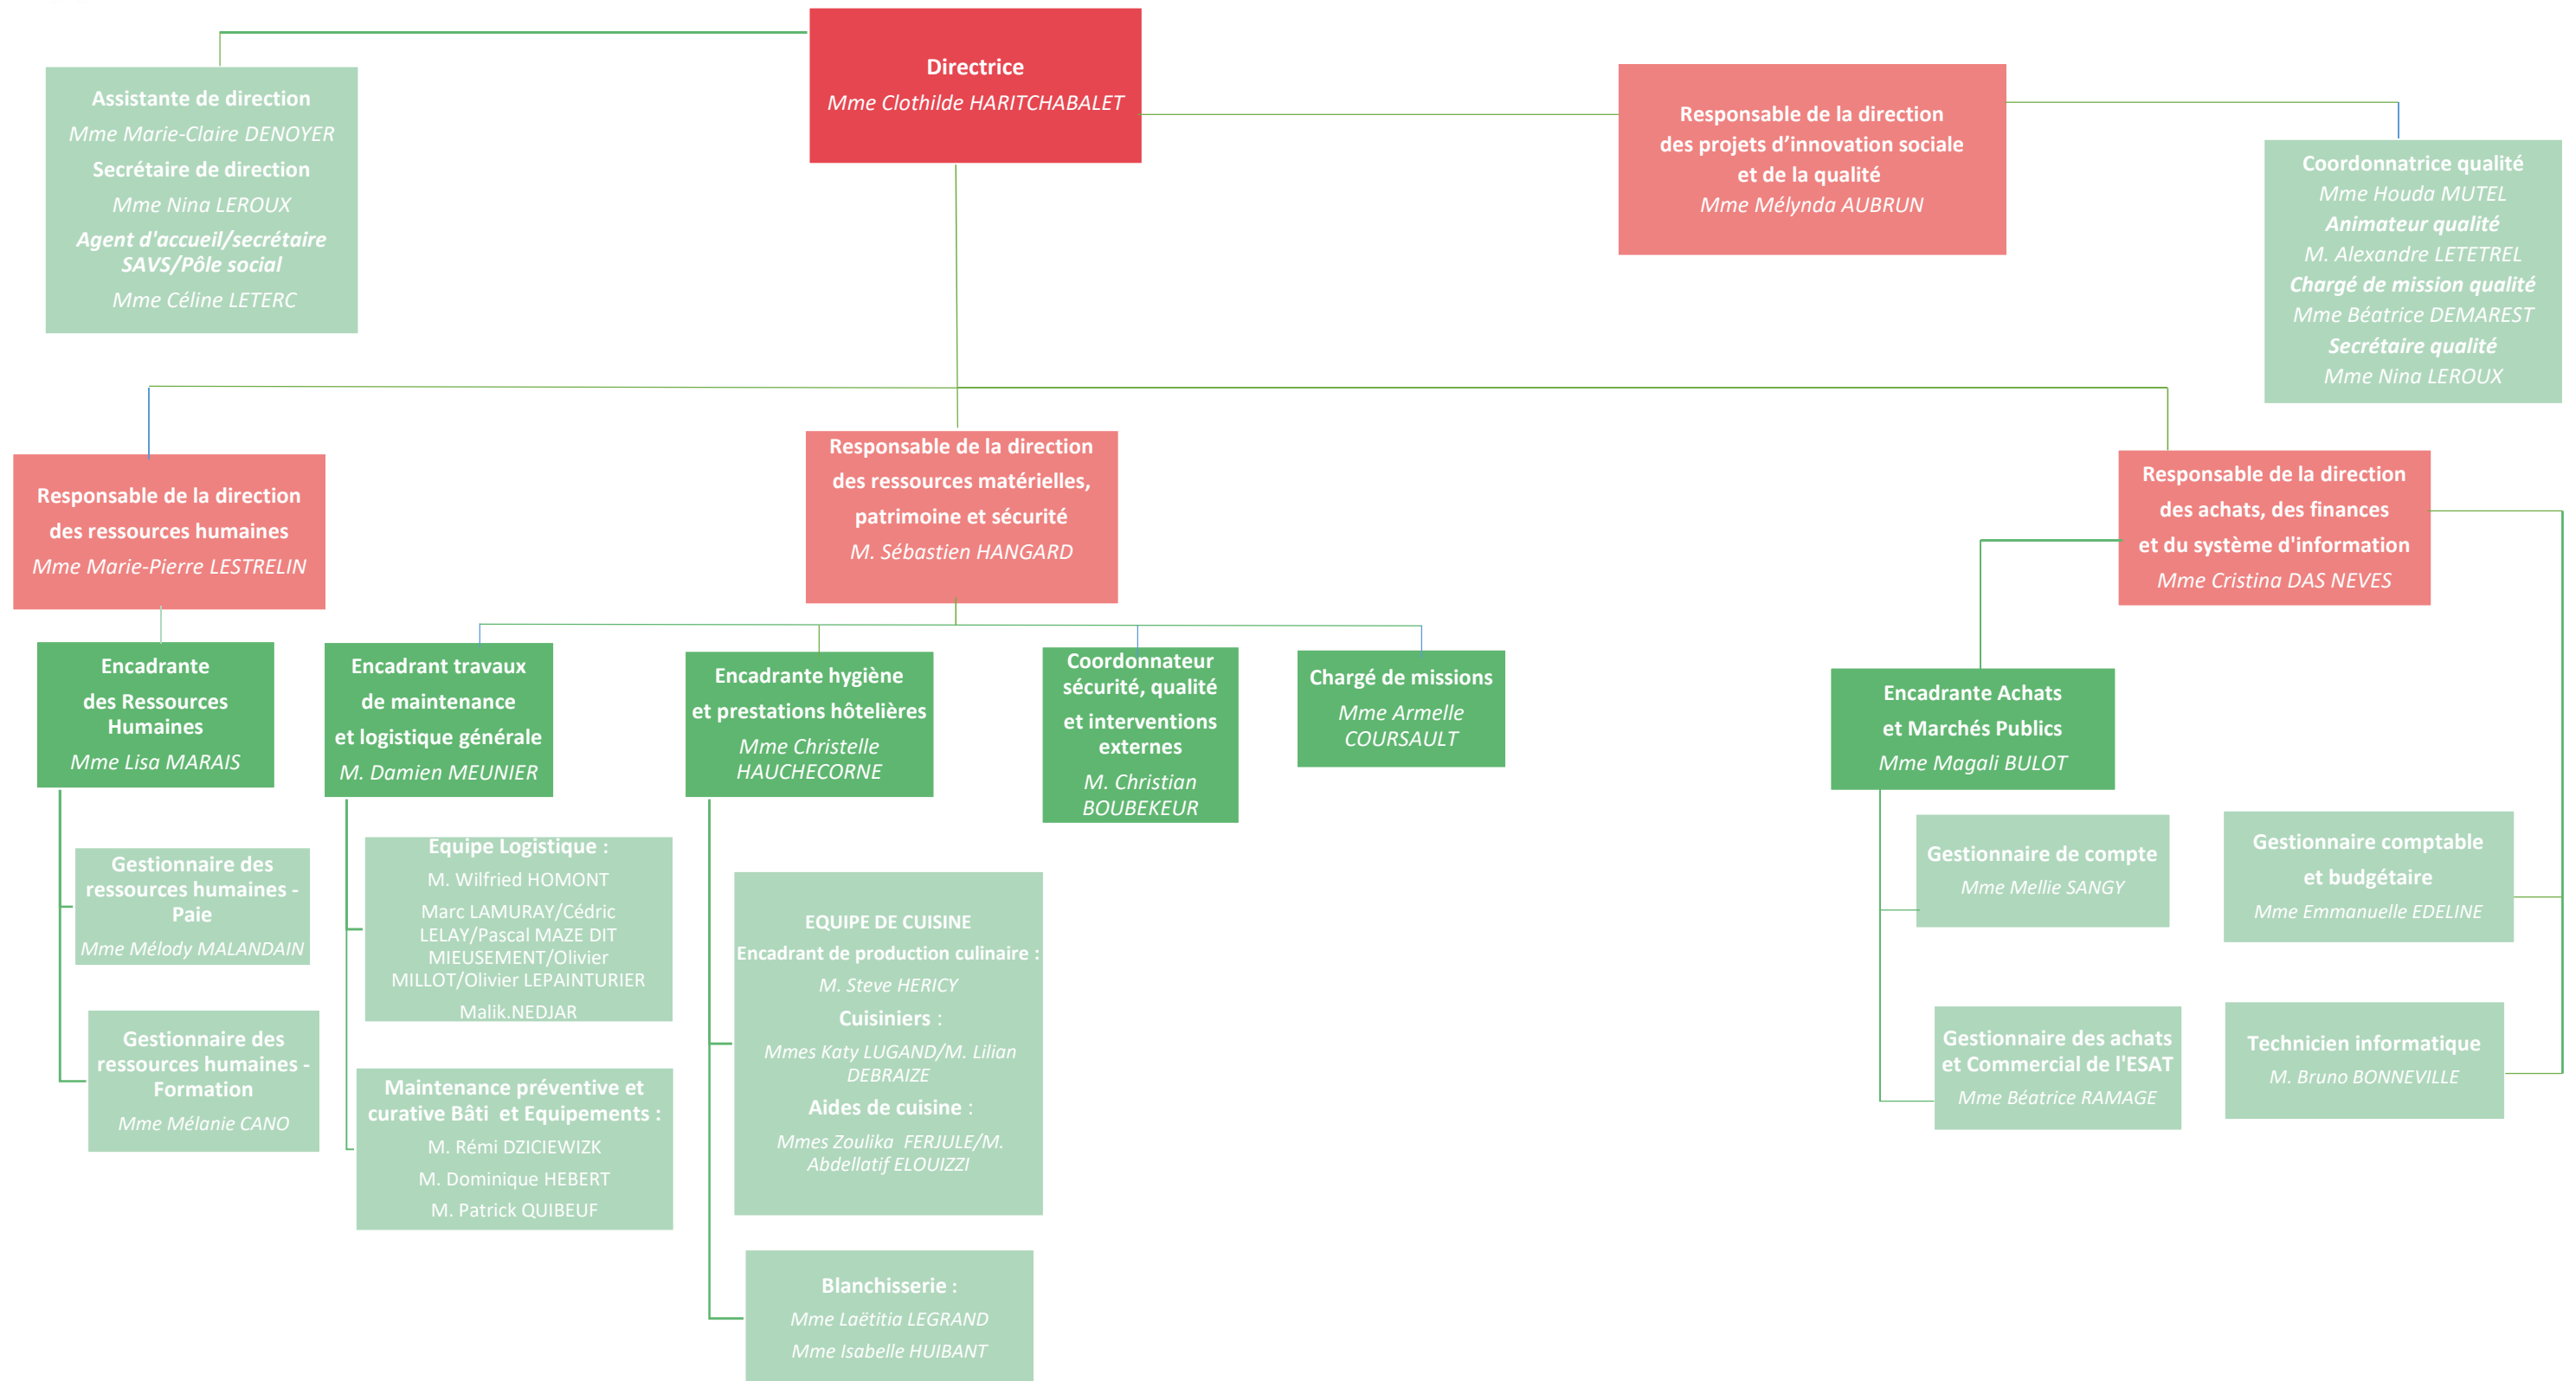 Directrice
Mme Clothilde HARITCHABALET
Assistante de direction
Mme Marie-Claire DENOYER
Secrétaire de direction
Mme Nina LEROUX
Agent d'accueil/secrétaire
SAVS/Pôle social
Mme Céline LETERC
Responsable de la direction
des projets d'innovation sociale
et de la qualité
Mme Mélynda AUBRUN
Coordonnatrice qualité
Mme Houda MUTEL
Animateur qualité
M. Alexandre LETETREL
Chargé de mission qualité
Mme Béatrice DEMAREST
Secrétaire qualité
Mme Nina LEROUX
Responsable de la direction
des ressources humaines
Mme Marie-Pierre LESTRELIN
Responsable de la direction
des ressources matérielles,
patrimoine et sécurité
M. Sébastien HANGARD
Responsable de la direction
des achats, des finances
et du système d'information
Mme Cristina DAS NEVES
Encadrante
des Ressources
Humaines
Mme Lisa MARAIS
Encadrant travaux
de maintenance
et logistique générale
M. Damien MEUNIER
Encadrante hygiène
et prestations hôtelières
Mme Christelle
HAUCHECORNE
Coordonnateur
sécurité, qualité
et interventions
externes
M. Christian
BOUBEKEUR
Chargé de missions
Mme Armelle
COURSAULT
Encadrante Achats
et Marchés Publics
Mme Magali BULOT
Gestionnaire des
ressources humaines -
Paie
Mme Mélody MALANDAIN
Gestionnaire des
ressources humaines -
Formation
Mme Mélanie CANO
Equipe Logistique :
M. Wilfried HOMONT
Marc LAMURAY/Cédric
LELAY/Pascal MAZE DIT
MIEUSEMENT/Olivier
MILLOT/Olivier LEPAINTURIER
Malik.NEDJAR
Maintenance préventive et
curative Bâti  et Equipements :
M. Rémi DZICIEWIZK
M. Dominique HEBERT
M. Patrick QUIBEUF
EQUIPE DE CUISINE
Encadrant de production culinaire :
M. Steve HERICY
Cuisiniers :
Mmes Katy LUGAND/M. Lilian
DEBRAIZE
Aides de cuisine :
Mmes Zoulika  FERJULE/M.
Abdellatif ELOUIZZI
Blanchisserie :
Mme Laëtitia LEGRAND
Mme Isabelle HUIBANT
Gestionnaire de compte
Mme Mellie SANGY
Gestionnaire des achats
et Commercial de l'ESAT
Mme Béatrice RAMAGE
Gestionnaire comptable
et budgétaire
Mme Emmanuelle EDELINE
Technicien informatique
M. Bruno BONNEVILLE